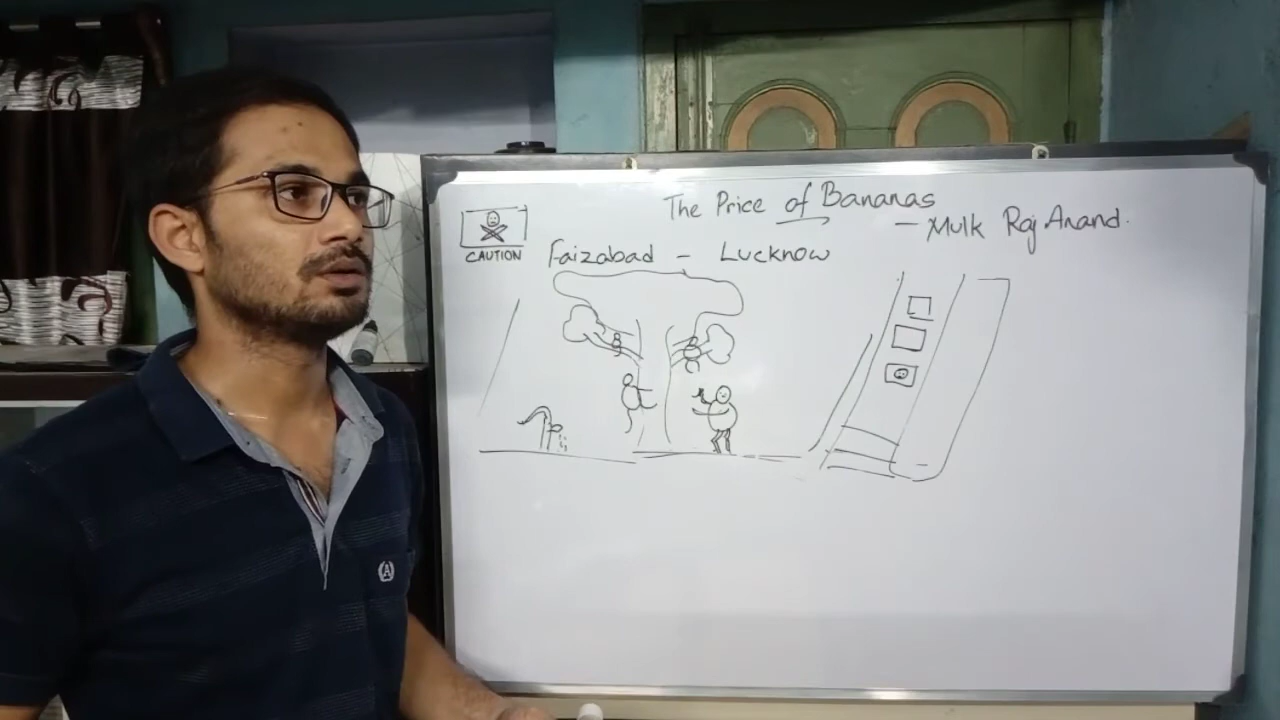 The Price of Bananas
– Mulk Raj Anand.
CAUTION
Faizabad – Lucknow
A